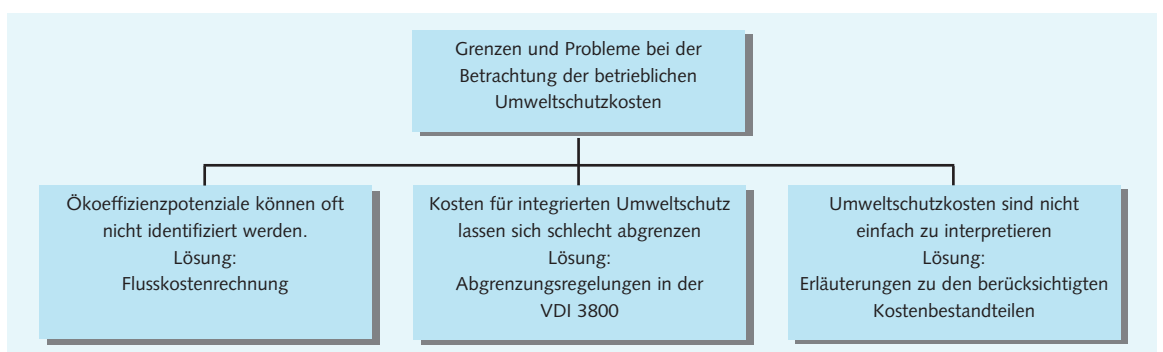 Grenzen und Probleme bei der
Betrachtung der betrieblichen
Umweltschutzkosten
Ökoeffizienzpotenziale können oft
nicht identifiziert werden.
Lösung:
Flusskostenrechnung
Kosten für integrierten Umweltschutz
lassen sich schlecht abgrenzen
Lösung:
Abgrenzungsregelungen in der
VDI 3800
Umweltschutzkosten sind nicht
einfach zu interpretieren
Lösung:
Erläuterungen zu den berücksichtigten
Kostenbestandteilen